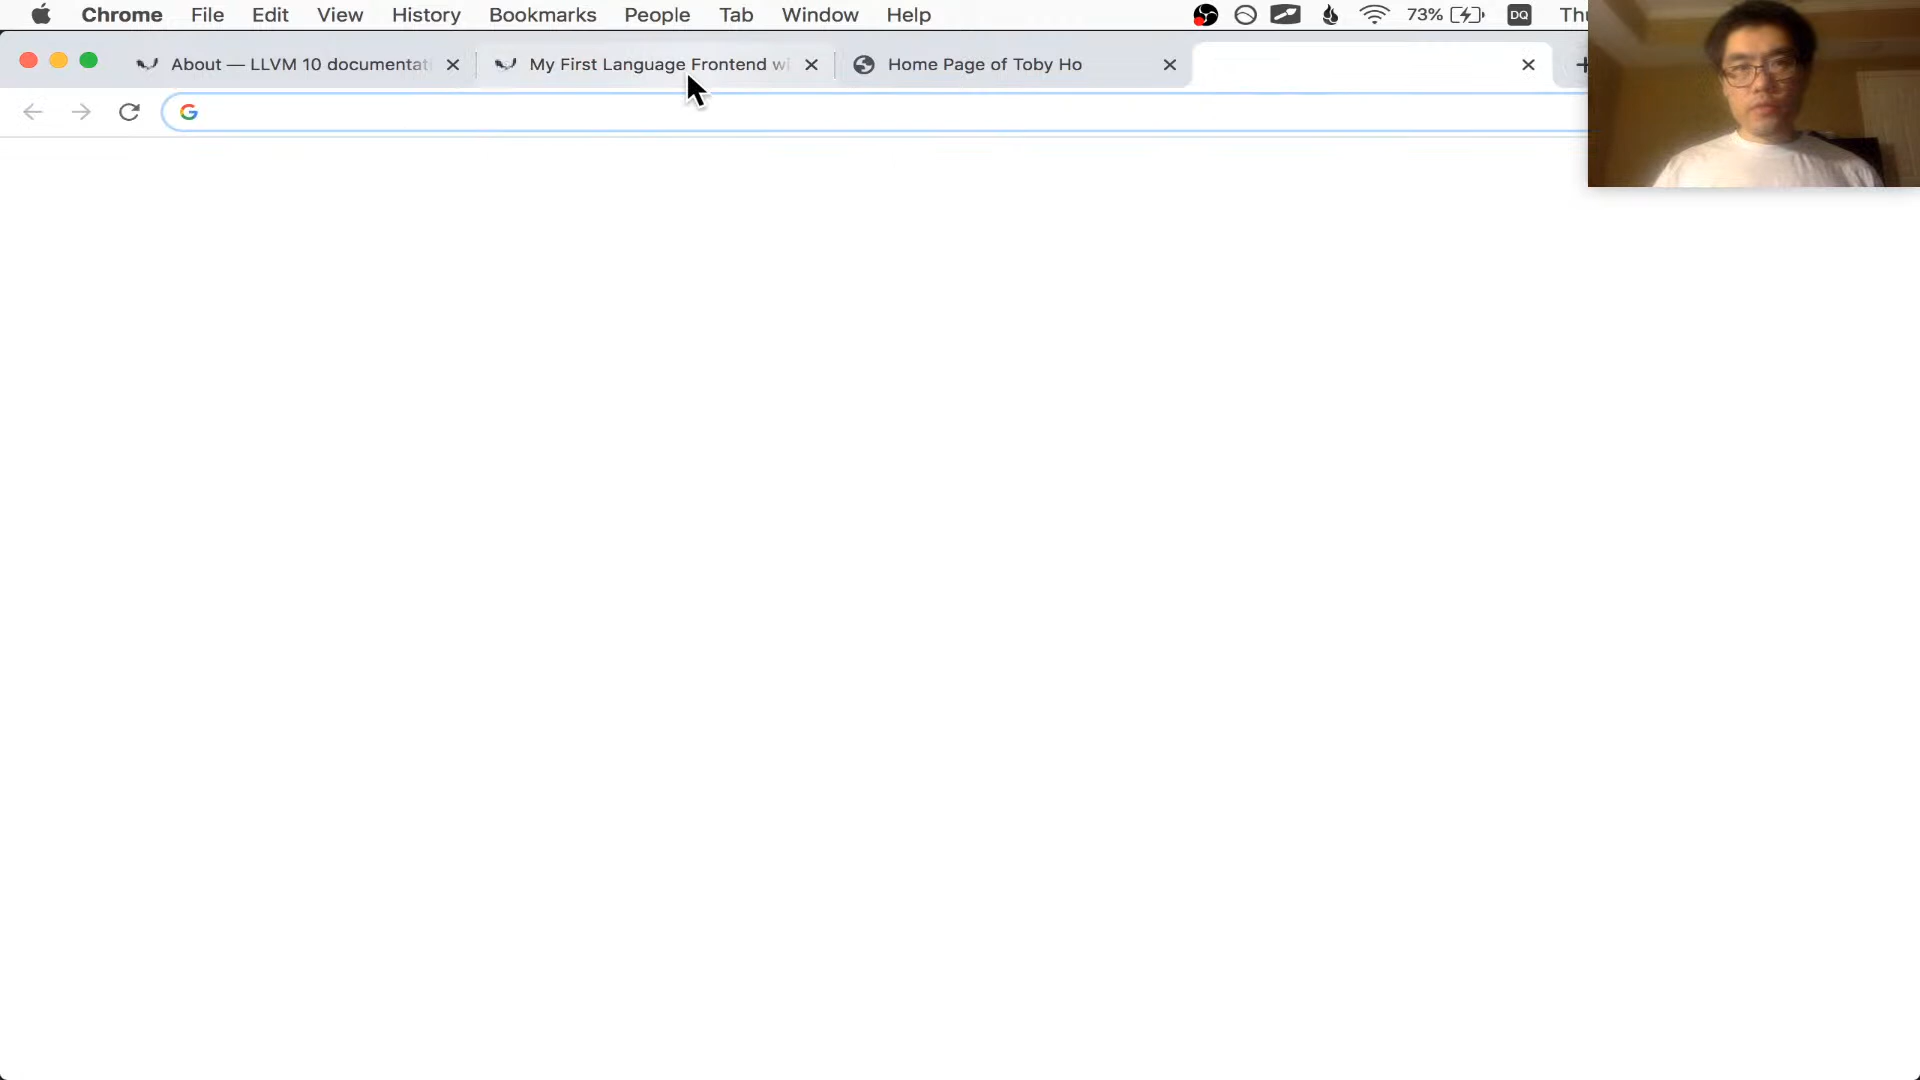 Chrome File Edit View History Bookmarks People Tab Window Help 73% DQ
About — LLVM 10 documentat My First Language Frontend Home Page of Toby Ho